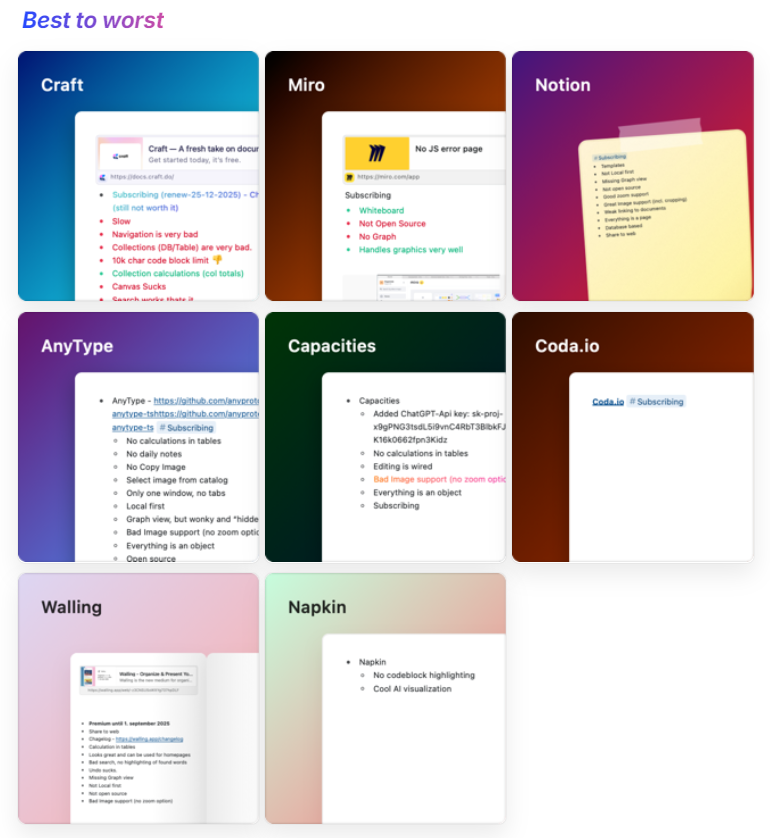 Best to worst
Craft
Craft — A fresh take on docur
Get started today, it's free.
https://docs.craft.do/
Subscribing (renew-25-12-2025) - Ch
(still not worth it)
Slow
Navigation is very bad
Collections (DB/Table) are very bad.
10k char code block limit 👎
Collection calculations (col totals)
Canvas Sucks
Search works thats it
Miro
No JS error page
https://miro.com/app
Subscribing
Whiteboard
Not Open Source
No Graph
Handles graphics very well
Notion
# Subscribing
Templates
Not Local first
Missing Graph view
Not open source
Good zoom support
Great image support (incl. cropping)
Weak linking to documents
Everything is a page
Database based
Share to web
AnyType
AnyType - https://github.com/anyprote
anytype-tshttps://github.com/anyprote
anytype-ts # Subscribing
No calculations in tables
No daily notes
No Copy Image
Select image from catalog
Only one window, no tabs
Local first
Graph view, but wonky and "hidde
Bad Image support (no zoom optic
Everything is an object
Open source
Capacities
Capacities
Added ChatGPT-Api key: sk-proj-
No calculations in tables
Editing is wired
Bad Image support (no zoom optic
Everything is an object
Subscribing
Coda.io
Coda.io # Subscribing
Walling
Walling - Organize & Present Yo...
Walling is the new medium for organi...
Premium until 1. september 2025
Share to web
Chagelog - https://walling.app/changelog
Calculation in tables
Looks great and can be used for homepages
Bad search, no highlighting of found words
Undo sucks.
Missing Graph view
Not Local first
Not open source
Bad Image support (no zoom option)
Napkin
Napkin
No codeblock highlighting
Cool AI visualization